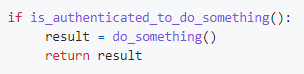 if is_authenticated_to_do_something():
    result = do_something()
    return result